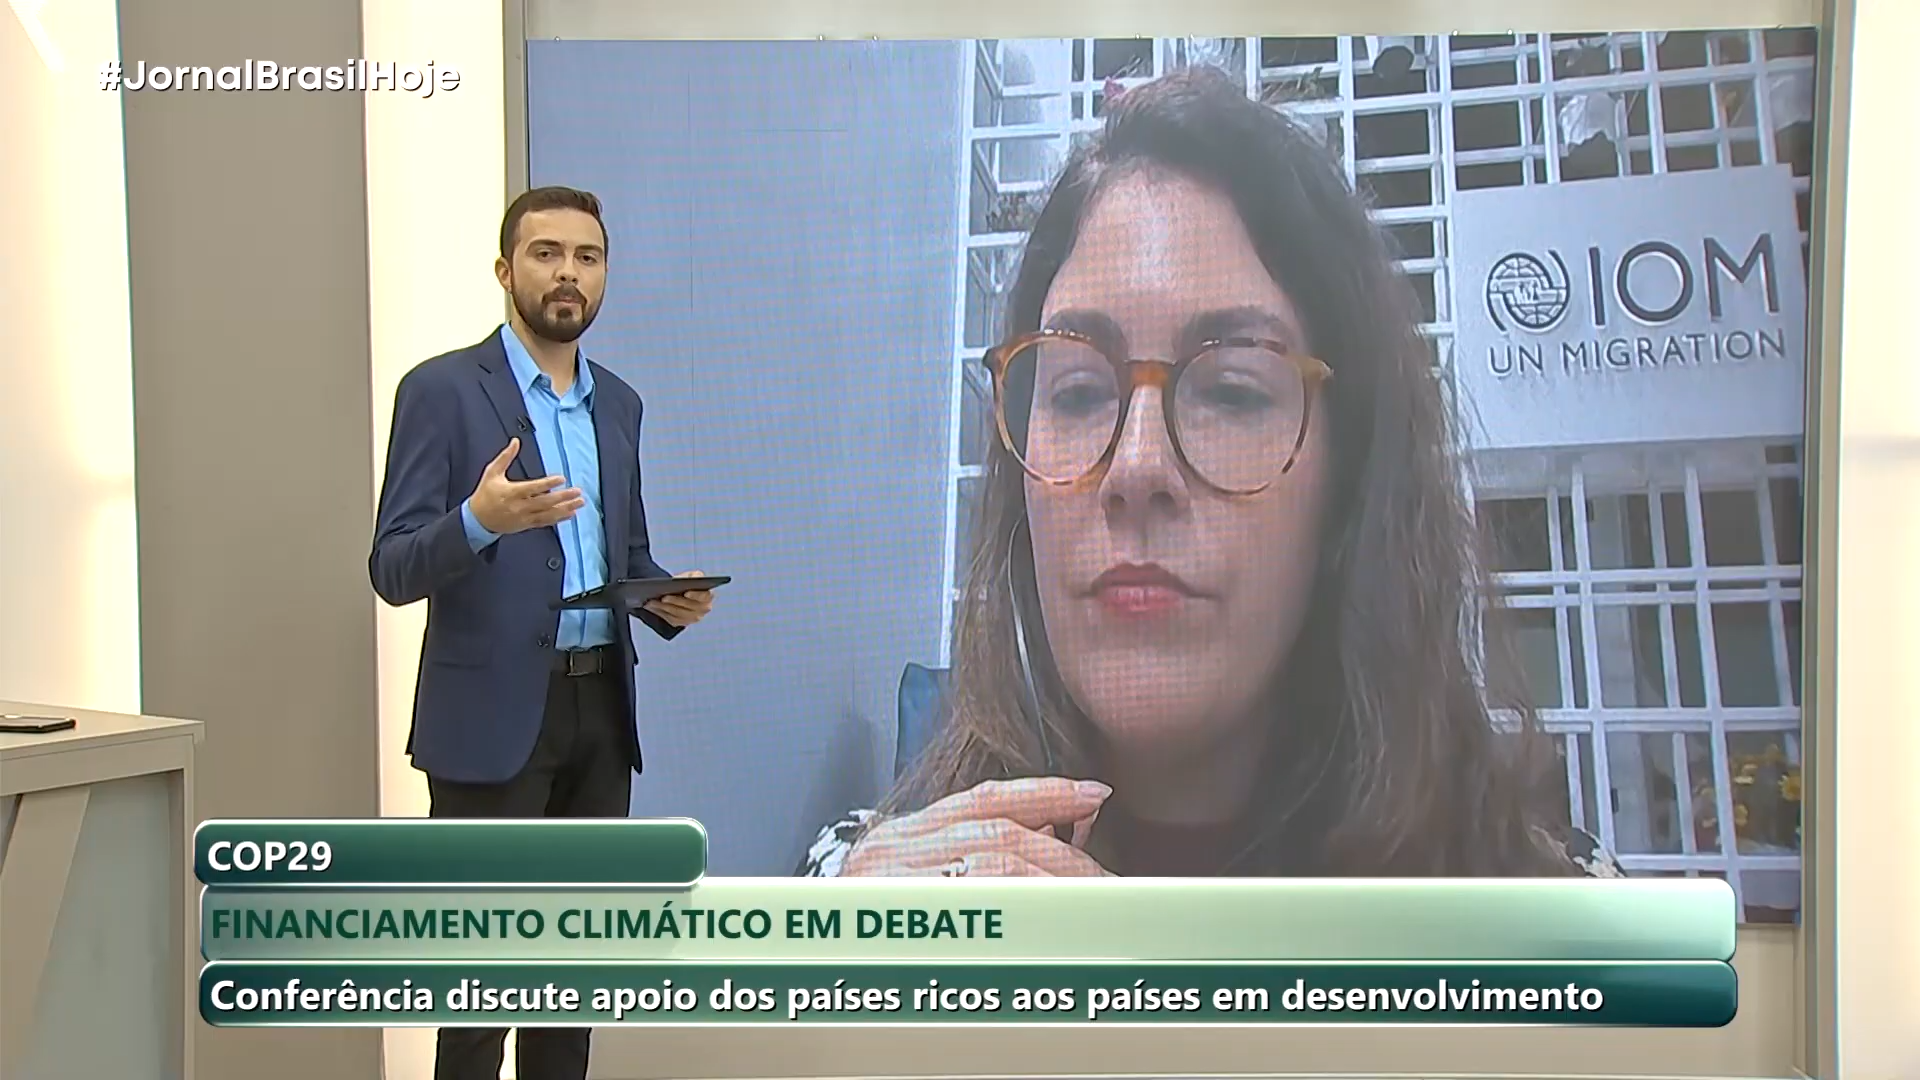 #JornalBrasilHoje
IOM
UN MIGRATION
COP29
FINANCIAMENTO CLIMÁTICO EM DEBATE
Conferência discute apoio dos países ricos aos países em desenvolvimento